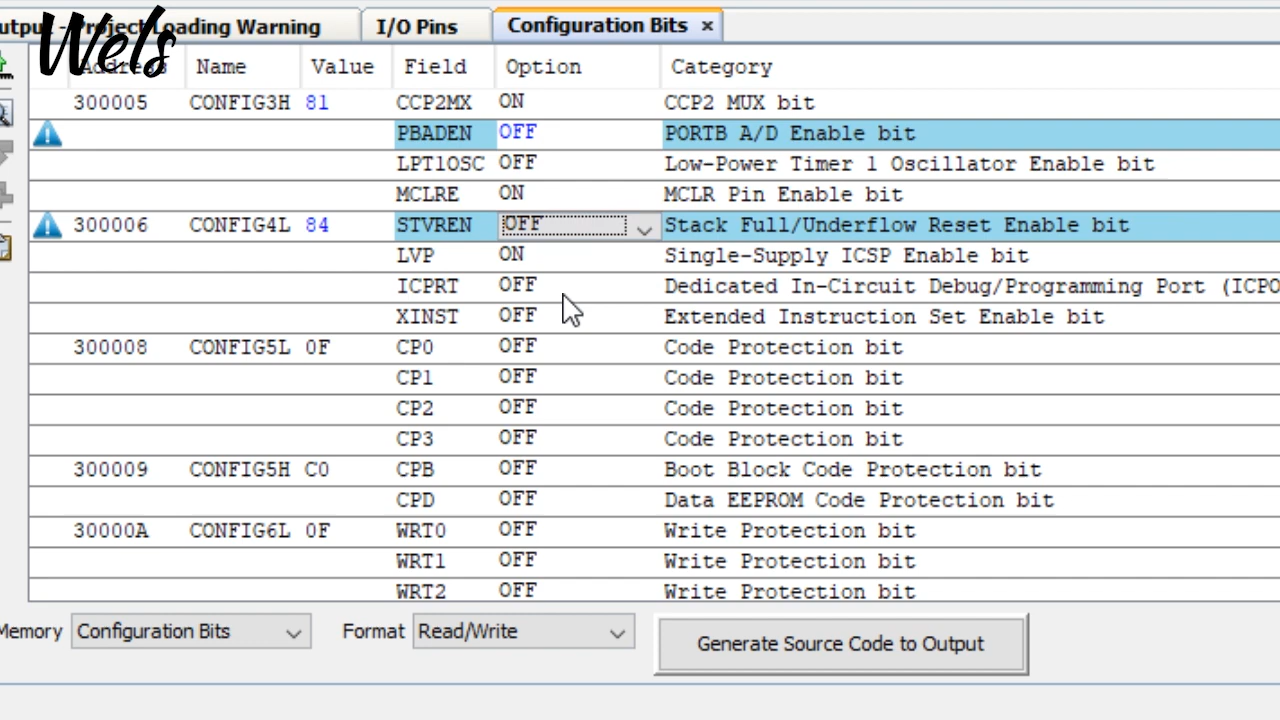 Wels
utput - Project Loading Warning I/O Pins Configuration Bits ×
Address Name Value Field Option Category
300005 CONFIG3H 81 CCP2MX ON CCP2 MUX bit
PBADEN OFF PORTB A/D Enable bit
LPT1OSC OFF Low-Power Timer 1 Oscillator Enable bit
MCLRE ON MCLR Pin Enable bit
300006 CONFIG4L 84 STVREN OFF Stack Full/Underflow Reset Enable bit
LVP ON Single-Supply ICSP Enable bit
ICPRT OFF Dedicated In-Circuit Debug/Programming Port (ICPO
XINST OFF Extended Instruction Set Enable bit
300008 CONFIG5L 0F CP0 OFF Code Protection bit
CP1 OFF Code Protection bit
CP2 OFF Code Protection bit
CP3 OFF Code Protection bit
300009 CONFIG5H C0 CPB OFF Boot Block Code Protection bit
CPD OFF Data EEPROM Code Protection bit
30000A CONFIG6L 0F WRT0 OFF Write Protection bit
WRT1 OFF Write Protection bit
WRT2 OFF Write Protection bit
Memory Configuration Bits Format Read/Write Generate Source Code to Output